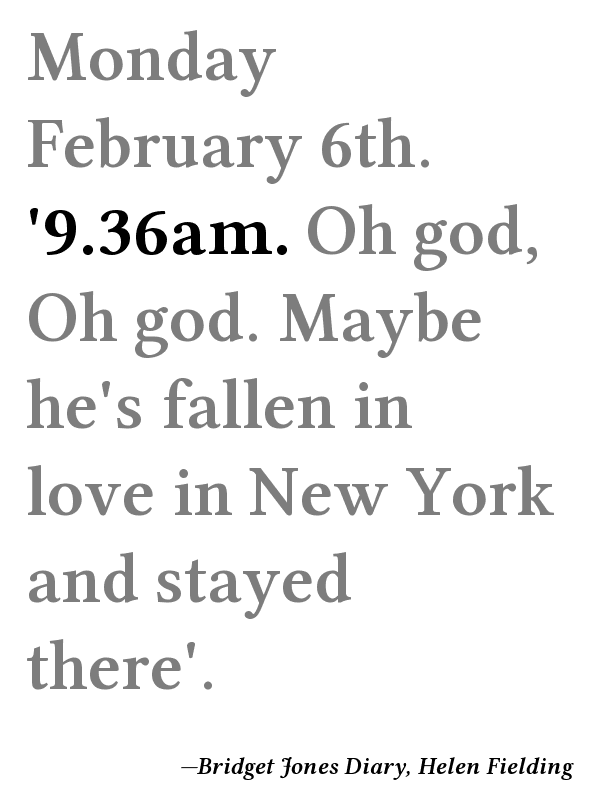 Monday
February 6th.
'9.36am. Oh god,
Oh god. Maybe
he's fallen in
love in New York
and stayed
there'.
—Bridget Jones Diary, Helen Fielding